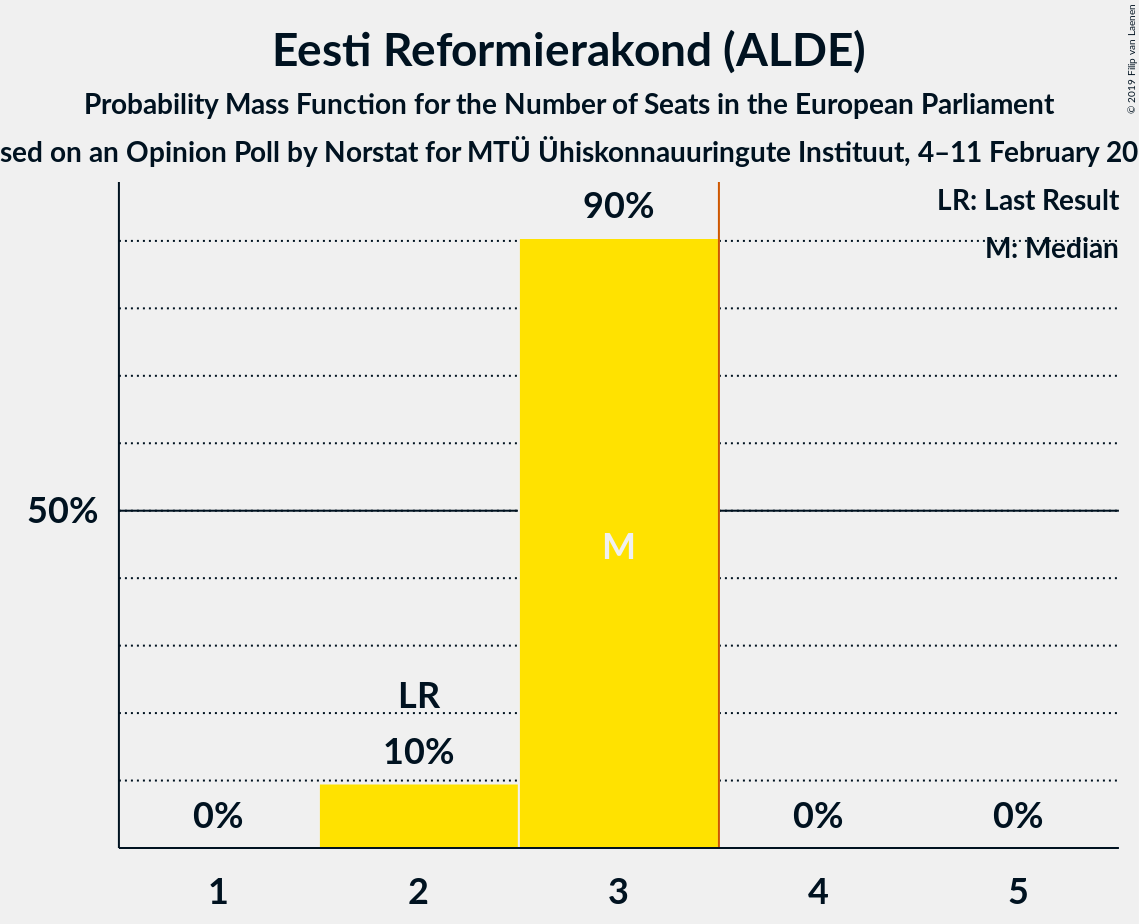 Eesti Reformierakond (ALDE)
Probability Mass Function for the Number of Seats in the European Parliament
sed on an Opinion Poll by Norstat for MTÜ Ühiskonnauuringute Instituut, 4–11 February 20
© 2019 Filip van Laenen
LR: Last Result
M: Median
90%
50%
M
LR
10%
0%
0%
0%
1
2
3
4
5